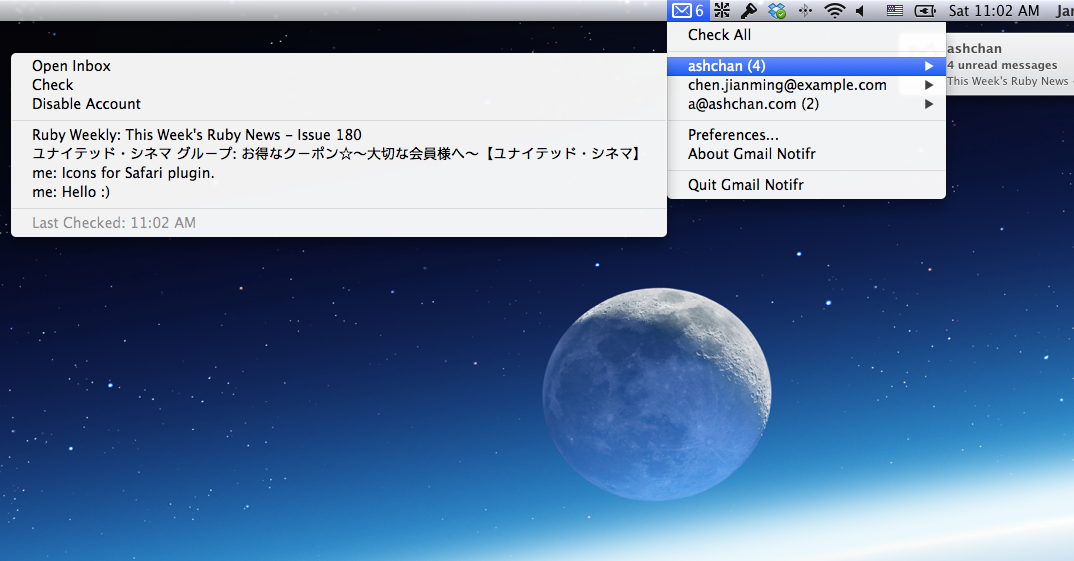 6
Sat 11:02 AM
Jan
Check All
ashchan (4)
chen.jianming@example.com
a@ashchan.com (2)
Preferences...
About Gmail Notifr
Quit Gmail Notifr
Open Inbox
Check
Disable Account
Ruby Weekly: This Week's Ruby News – Issue 180
ユナイテッド・シネマ グループ: お得なクーポン☆〜大切な会員様へ〜【ユナイテッド・シネマ】
me: Icons for Safari plugin.
me: Hello :)
Last Checked: 11:02 AM
ashchan
4 unread messages
This Week's Ruby News -